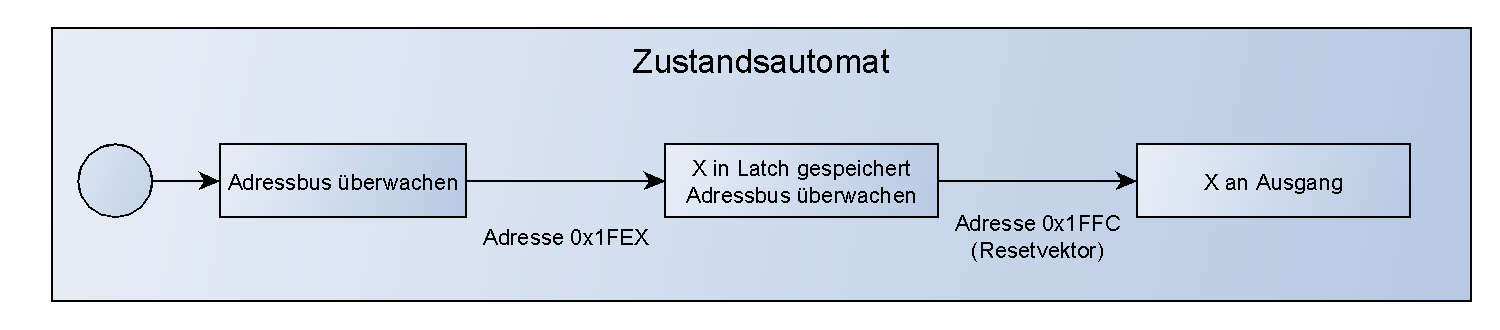 Zustandsautomat
Adressbus überwachen
Adresse 0x1FEX
X in Latch gespeichert
Adressbus überwachen
Adresse 0x1FFC
(Resetvektor)
X an Ausgang